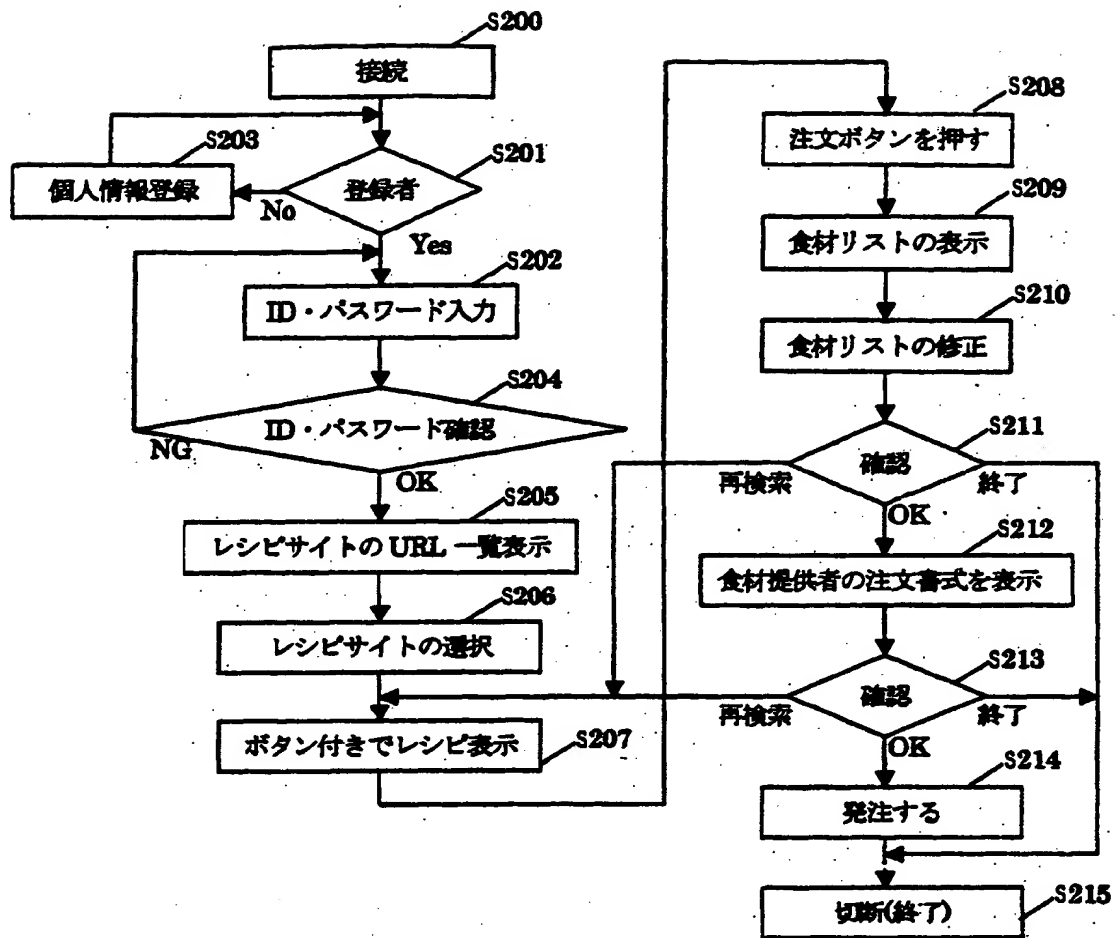 S200
接続
S203
個人情報登録
S201
登録者
No
Yes
S202
ID・パスワード入力
S204
ID・パスワード確認
NG
OK
S205
レシピサイトの URL 一覧表示
S206
レシピサイトの選択
ボタン付きでレシピ表示
S207
S208
注文ボタンを押す
S209
食材リストの表示
S210
食材リストの修正
S211
確認
再検索
終了
OK
S212
食材提供者の注文書式を表示
S213
確認
再検索
終了
OK
S214
発注する
切断(終了)
S215